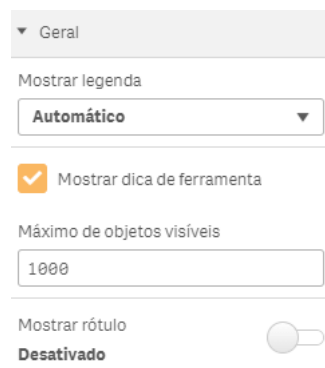 Geral
Mostrar legenda
Automático
Mostrar dica de ferramenta
Máximo de objetos visíveis
1000
Mostrar rótulo
Desativado